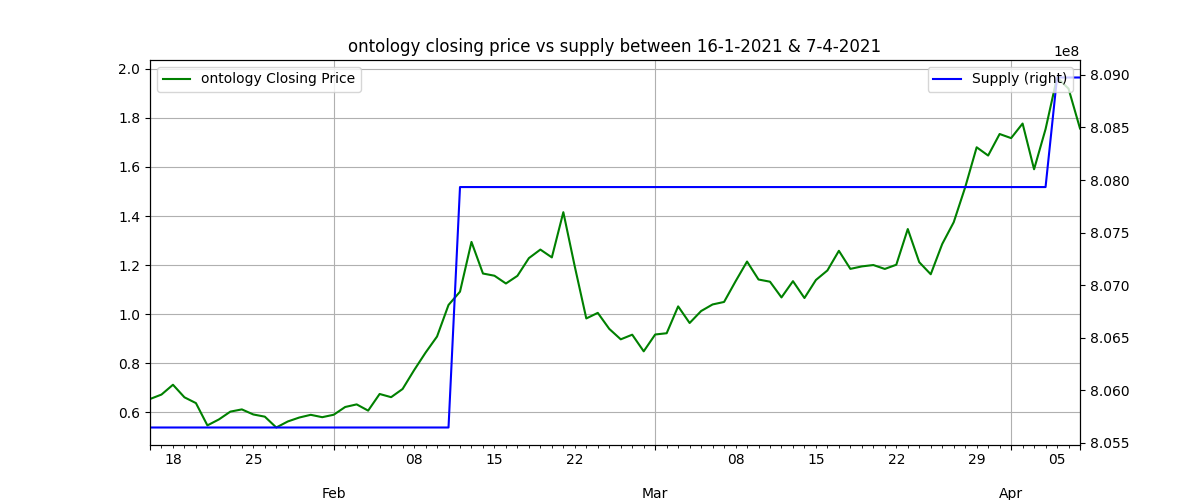 ontology closing price vs supply between 16-1-2021 & 7-4-2021
1e8
ontology Closing Price
Supply (right)
2.0
1.8
1.6
1.4
1.2
1.0
0.8
0.6
8.090
8.085
8.080
8.075
8.070
8.065
8.060
8.055
18 25 08 15 22 08 15 22 29 05
Feb Mar Apr